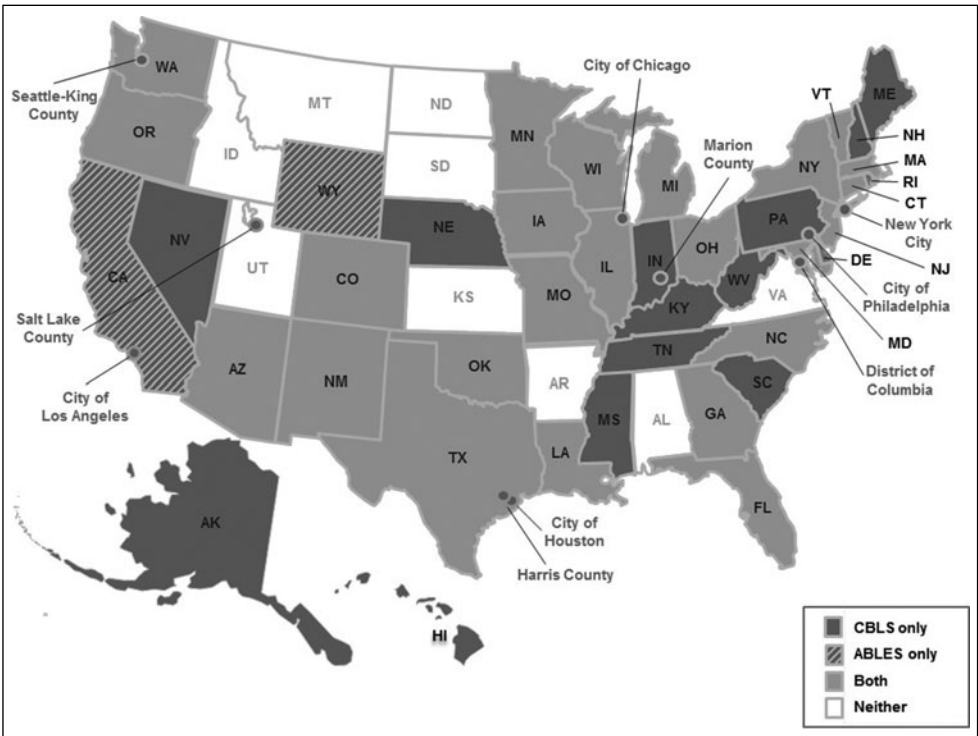 City of Chicago
WA
VT
ME
Seattle-King
County
MT
ND
MN
Marion
County
NH
OR
MA
ID
SD
WI
NY
RI
WY
MI
CT
PA
New York
City
NE
IA
NV
IN
OH
DE
NJ
UT
IL
WV
CO
CA
KS
MO
VA
City of
Philadelphia
KY
Salt Lake
County
MD
NC
TN
District of
Columbia
OK
AZ
NM
AR
SC
City of
Los Angeles
MS
AL
GA
LA
TX
FL
AK
City of
Houston
Harris County
HI
CBLS only
ABLES only
Both
Neither